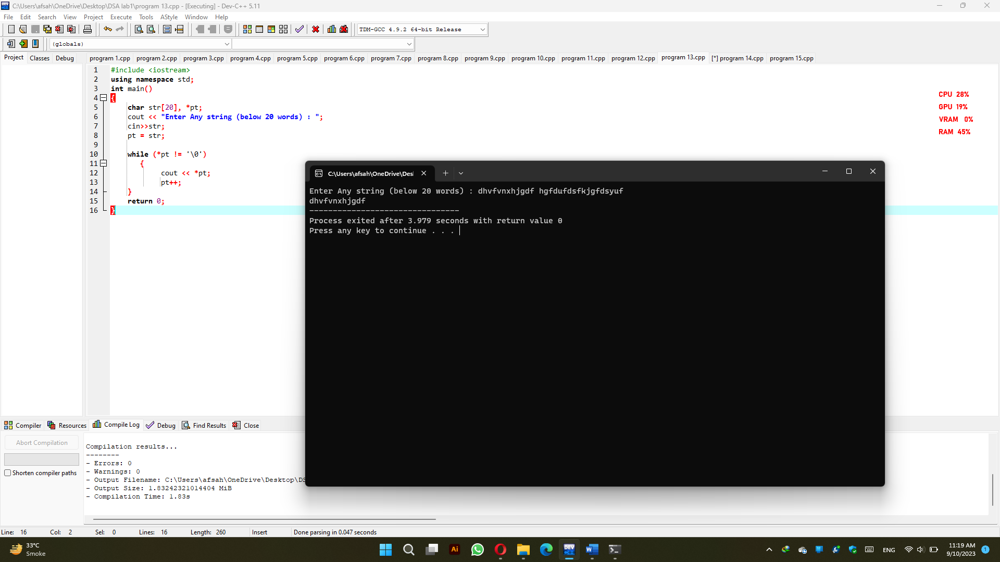 C:\Users\afsah\OneDrive\Desktop\DSA lab1\program 13.cpp - [Executing] - Dev-C++ 5.11
File Edit Search View Project Execute Tools AStyle Window Help
TDM-GCC 4.9.2 64-bit Release
(globals)
Project Classes Debug program 1.cpp program 2.cpp program 3.cpp program 4.cpp program 5.cpp program 6.cpp program 7.cpp program 8.cpp program 9.cpp program 10.cpp program 11.cpp program 12.cpp program 13.cpp [*] program 14.cpp program 15.cpp
1 #include <iostream>
2 using namespace std;
3 int main()
4 {
5 char str[20], *pt;
6 cout << "Enter Any string (below 20 words) : ";
7 cin>>str;
8 pt = str;
9
10 while (*pt != '\0')
11 {
12 cout << *pt;
13 pt++;
14 }
15 return 0;
16 }
CPU 28%
GPU 19%
VRAM 0%
RAM 45%
C:\Users\afsah\OneDrive\Des
Enter Any string (below 20 words) : dhvfvnxhjgdf hgfdufdsfkjgfdsyuf
dhvfvnxhjgdf
--------------------------------
Process exited after 3.979 seconds with return value 0
Press any key to continue . . .
Compiler Resources Compile Log Debug Find Results Close
Abort Compilation
Shorten compiler paths
Compilation results...
--------
- Errors: 0
- Warnings: 0
- Output Filename: C:\Users\afsah\OneDrive\Desktop\DS
- Output Size: 1.83242321014404 MiB
- Compilation Time: 1.83s
Line: 16 Col: 2 Sel: 0 Lines: 16 Length: 260 Insert Done parsing in 0.047 seconds
33°C
Smoke
Ai
DEV
W
ENG
11:19 AM
9/10/2023
1